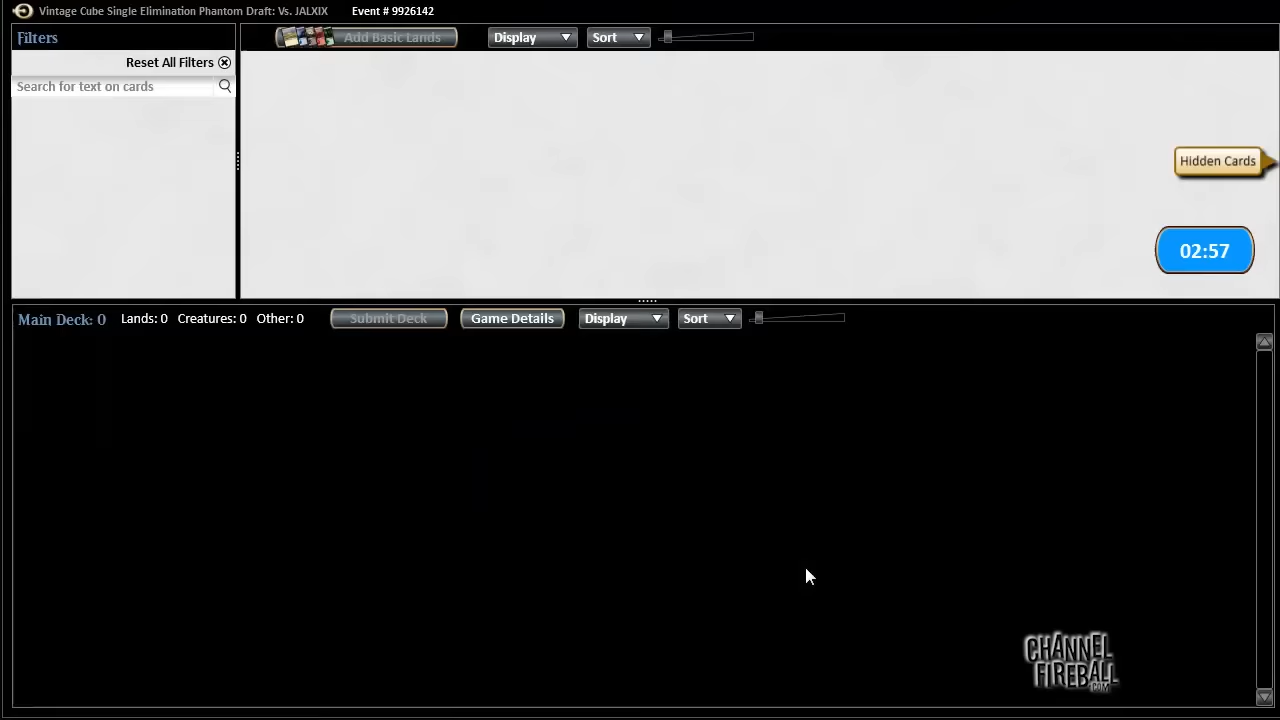 Vintage Cube Single Elimination Phantom Draft: Vs. JALXIX Event # 9926142
Filters
Add Basic Lands Display Sort
Reset All Filters
Search for text on cards
Hidden Cards
02:57
Main Deck: 0 Lands: 0 Creatures: 0 Other: 0 Submit Deck Game Details Display Sort
CHANNEL
FIREBALL
.COM